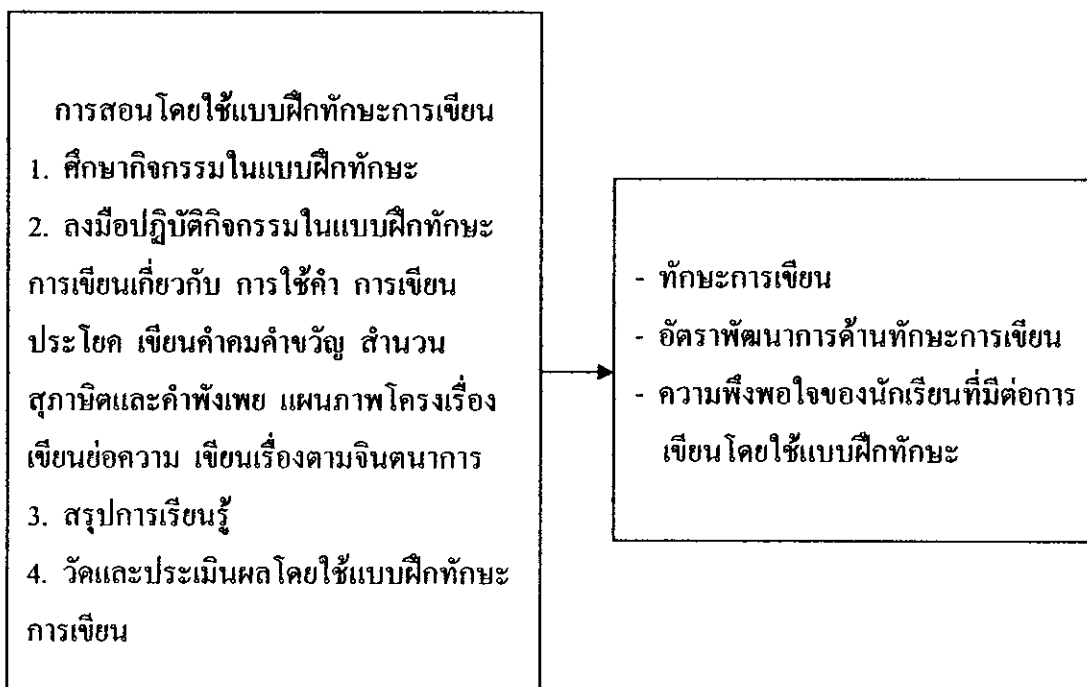 การสอนโดยใช้แบบฝึกทักษะการเขียน
1. ศึกษากิจกรรมในแบบฝึกทักษะ
2. ลงมือปฏิบัติกิจกรรมในแบบฝึกทักษะ
การเขียนเกี่ยวกับ การใช้คำ การเขียน
ประโยค เขียนคำคมคำขวัญ สำนวน
สุภาษิตและคำพังเพย แผนภาพโครงเรื่อง
เขียนย่อความ เขียนเรื่องตามจินตนาการ
3. สรุปการเรียนรู้
4. วัดและประเมินผลโดยใช้แบบฝึกทักษะ
การเขียน
- ทักษะการเขียน
- อัตราพัฒนาการด้านทักษะการเขียน
- ความพึงพอใจของนักเรียนที่มีต่อการ
เขียนโดยใช้แบบฝึกทักษะ